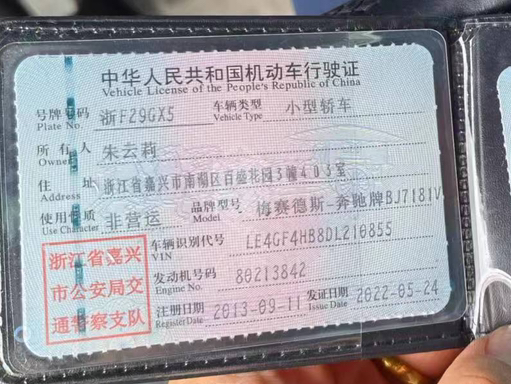 中华人民共和国机动车行驶证
Vehicle License of the People's Republic of China
号牌号码 浙F29GX5 车辆类型 小型轿车
Plate No. Vehicle Type
所有人 朱云莉
Owner
住址 浙江省嘉兴市南湖区百盛花园3幢403室
Address
使用性质 非营运 品牌型号 梅赛德斯-奔驰牌BJ7181V
Use Character Model
浙江省嘉兴
市公安局交
通警察支队
车辆识别代号 LE4GF4HB8DL210855
VIN
发动机号码 80213842
Engine No.
注册日期 2013-09-11 发证日期 2022-05-24
Register Date Issue Date